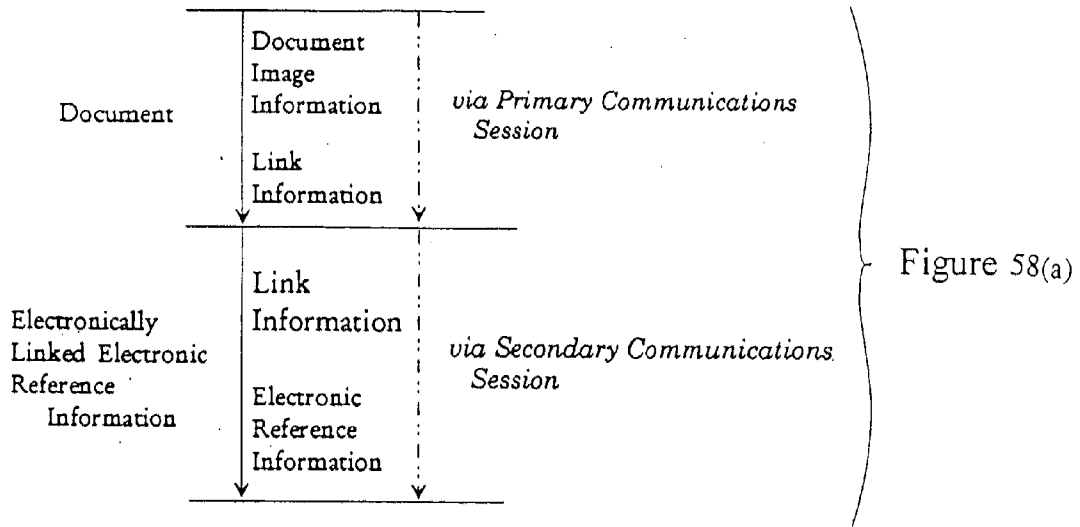 Document
Document
Image
Information
Link
Information
via Primary Communications
Session
Electronically
Linked Electronic
Reference
Information
Link
Information
Electronic
Reference
Information
via Secondary Communications
Session
Figure 58(a)